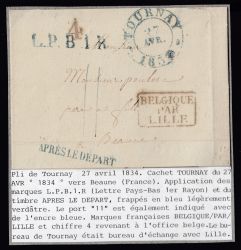 TOURNAY
27
AVR.
1834
L.P.B.1.R
Monsieur
11
BELGIQUE
PAR
LILLE
APRÈS LE DÉPART
Pli de Tournay 27 avril 1834. Cachet TOURNAY du 27
AVR " 1834 " vers Beaune (France). Application des
marques L.P.B.1.R (Lettre Pays-Bas 1er Rayon) et du
timbre APRES LE DEPART, frappés en bleu légèrement
verdâtre. Le port "11" est également indiqué avec
de l'encre bleue. Marques françaises BELGIQUE/PAR/
LILLE et chiffre 4 revenant à l'office belge. Le bu-
reau de Tournay était bureau d'échange avec Lille.